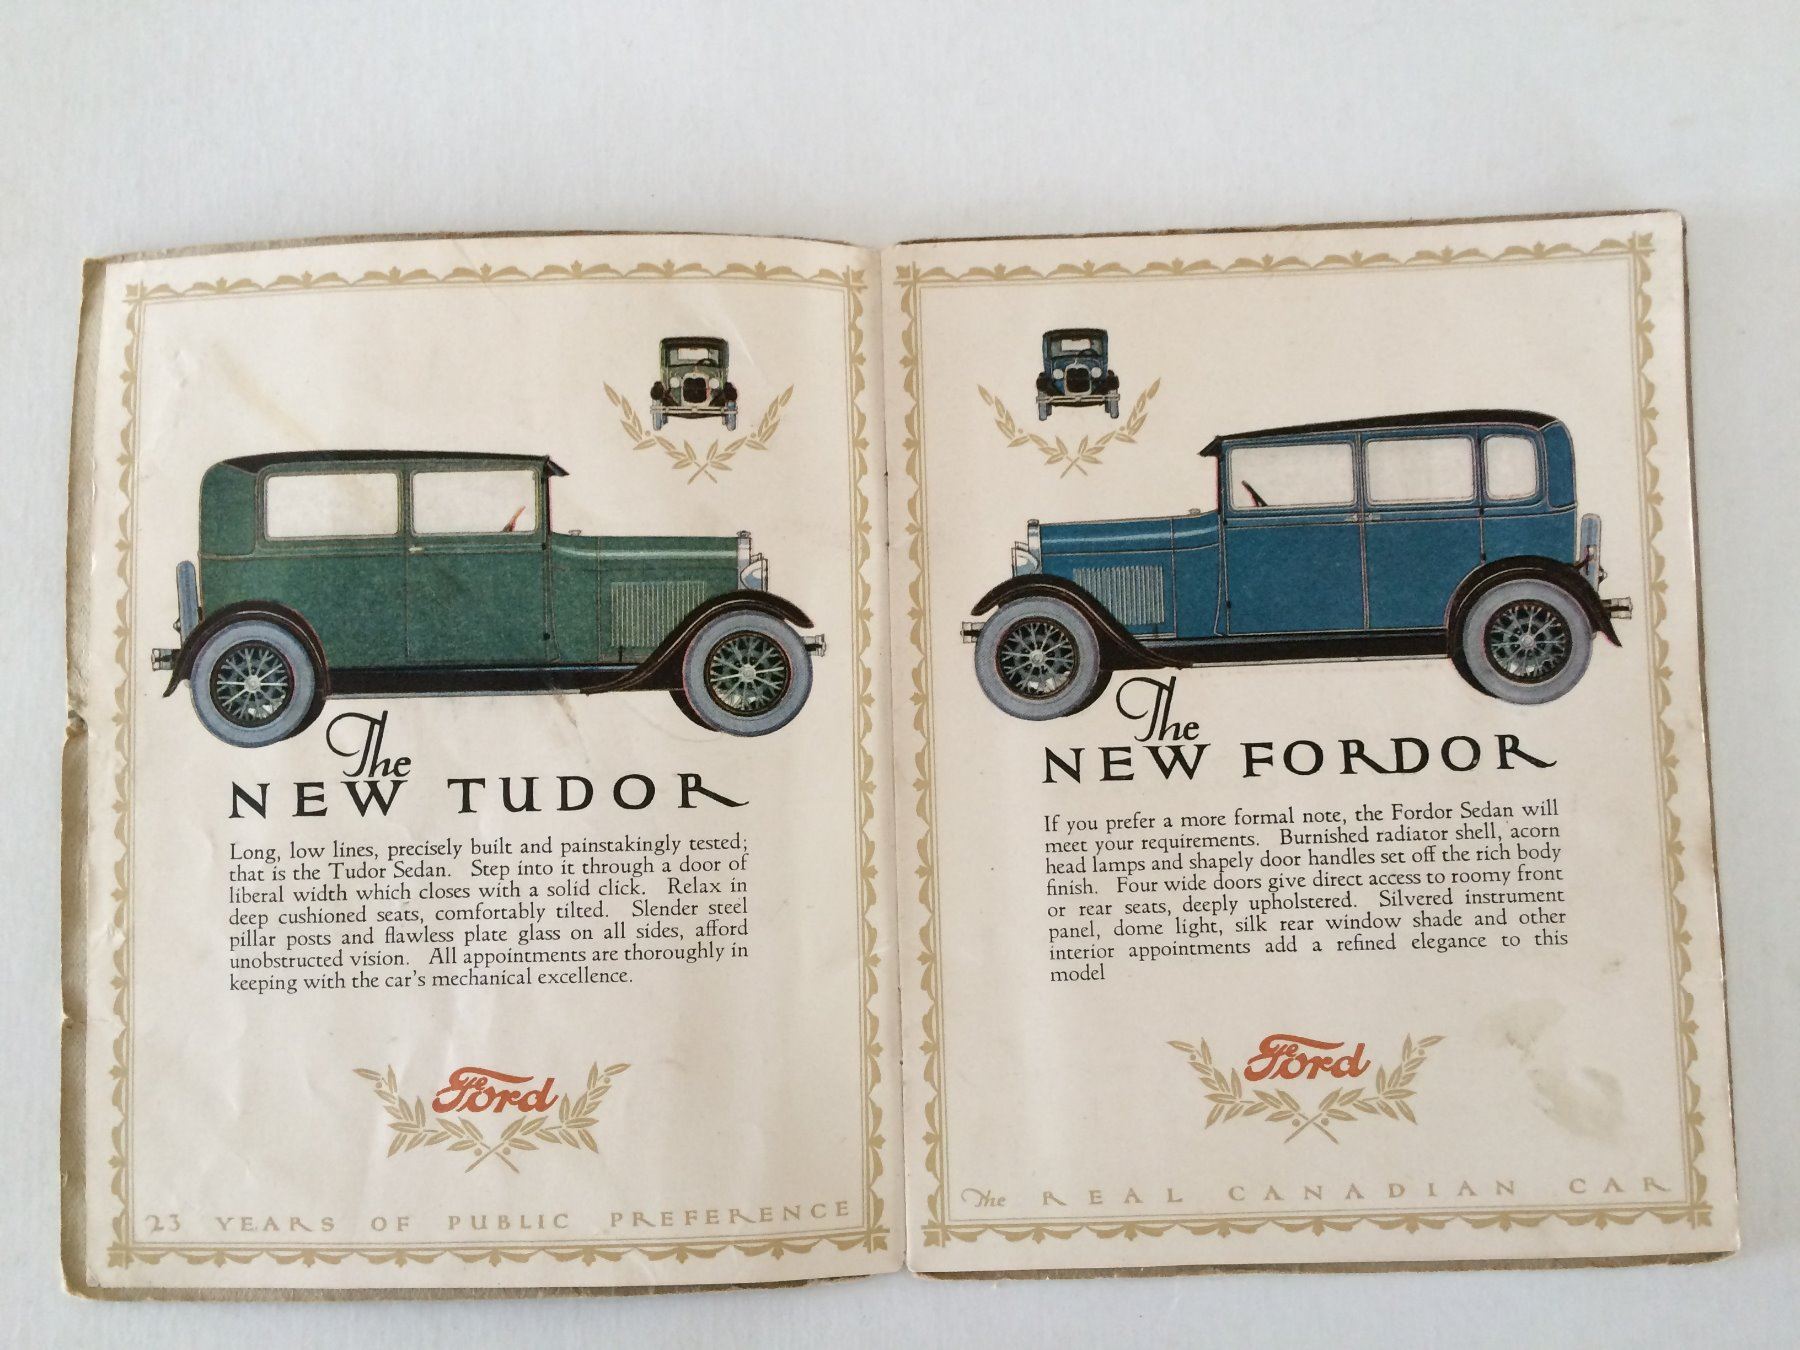 The
NEW TUDOR
Long, low lines, precisely built and painstakingly tested;
that is the Tudor Sedan. Step into it through a door of
liberal width which closes with a solid click. Relax in
deep cushioned seats, comfortably tilted. Slender steel
pillar posts and flawless plate glass on all sides, afford
unobstructed vision. All appointments are thoroughly in
keeping with the car's mechanical excellence.
The Ford
23 YEARS OF PUBLIC PREFERENCE
The
NEW FORDOR
If you prefer a more formal note, the Fordor Sedan will
meet your requirements. Burnished radiator shell, acorn
head lamps and shapely door handles set off the rich body
finish. Four wide doors give direct access to roomy front
or rear seats, deeply upholstered. Silvered instrument
panel, dome light, silk rear window shade and other
interior appointments add a refined elegance to this
model
The Ford
The REAL CANADIAN CAR